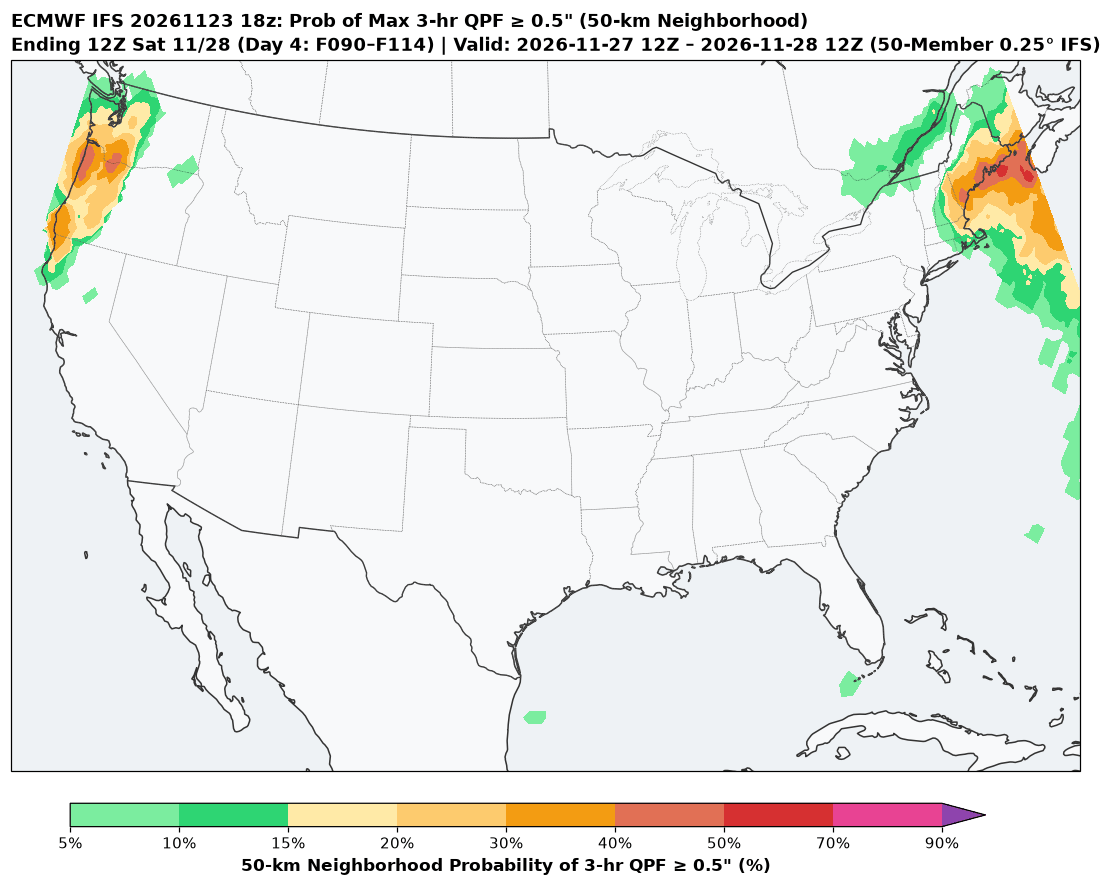 ECMWF IFS 20261123 18z: Prob of Max 3-hr QPF ≥ 0.5" (50-km Neighborhood)
Ending 12Z Sat 11/28 (Day 4: F090–F114) | Valid: 2026-11-27 12Z – 2026-11-28 12Z (50-Member 0.25° IFS)
5% 10% 15% 20% 30% 40% 50% 70% 90%
50-km Neighborhood Probability of 3-hr QPF ≥ 0.5" (%)